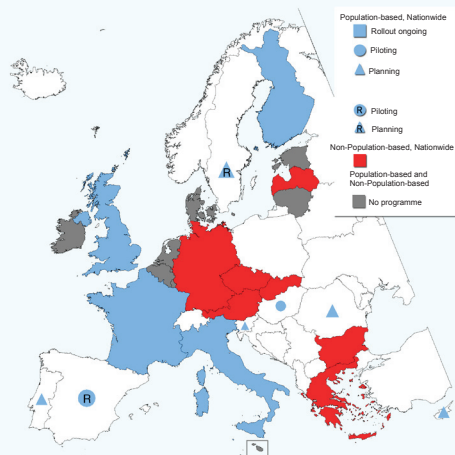 Population-based, Nationwide
Rollout ongoing
Piloting
Planning
R Piloting
R Planning
Non-Population-based, Nationwide
Population-based and
Non-Population-based
No programme
R
R